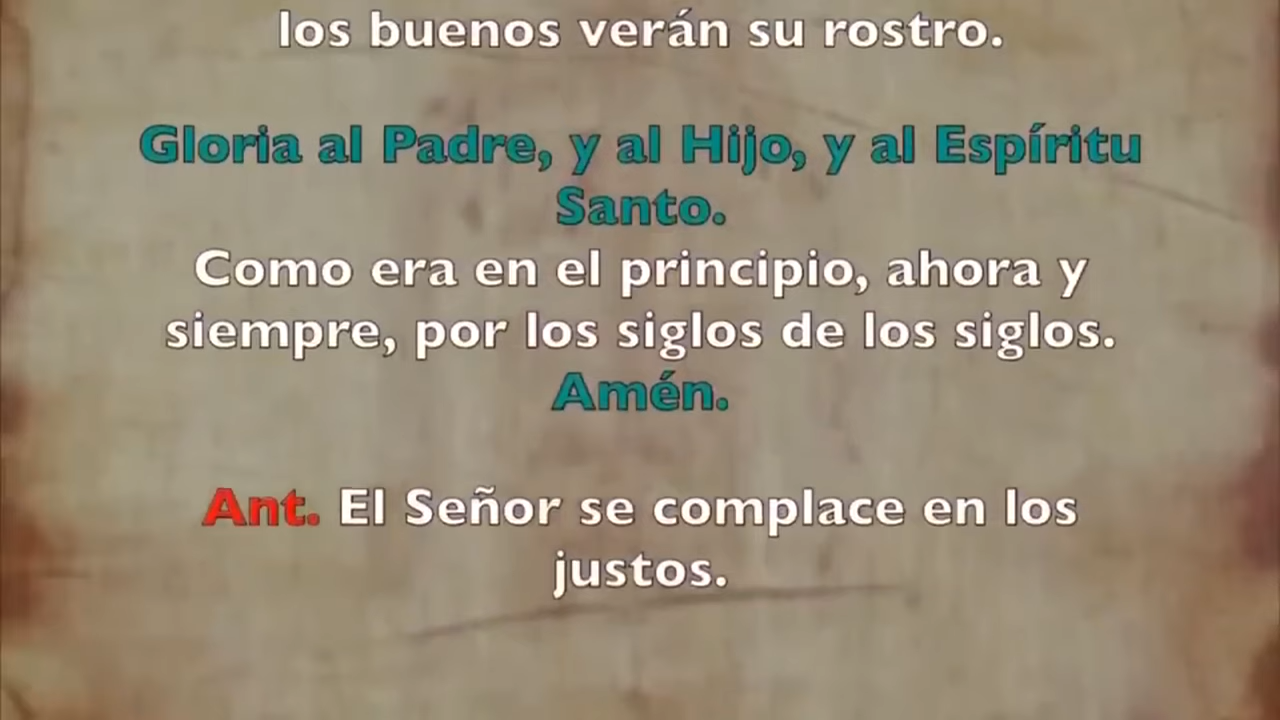 los buenos verán su rostro.
Gloria al Padre, y al Hijo, y al Espíritu
Santo.
Como era en el principio, ahora y
siempre, por los siglos de los siglos.
Amén.
Ant. El Señor se complace en los
justos.